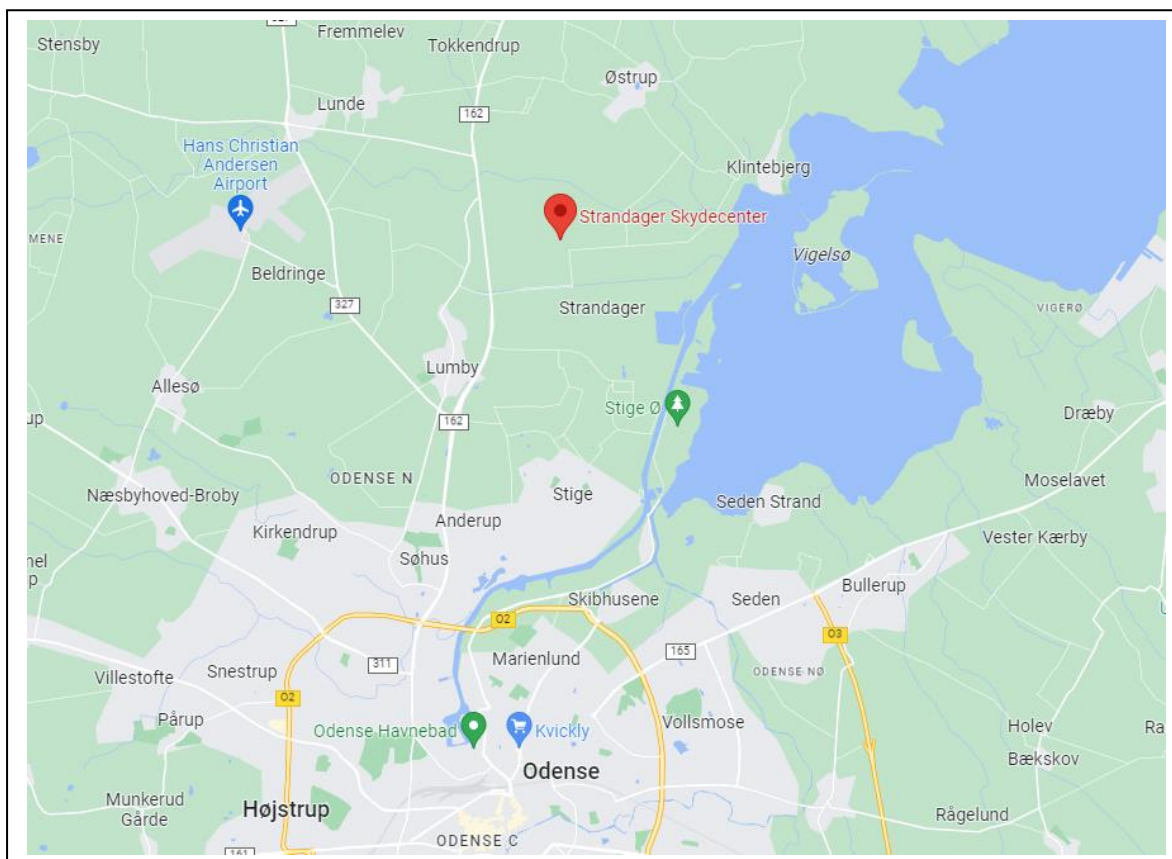 Fremmelev
Stensby
Tokkendrup
Østrup
Lunde
162
Hans Christian
Andersen
Airport
Klintebjerg
Strandager Skydecenter
MENE
Vigelsø
Beldringe
327
Strandager
VIGERØ
Lumby
Allesø
Stige Ø
Dræby
162
ODENSE N
Moselavet
Næsbyhoved-Broby
Stige
Seden Strand
Anderup
Kirkendrup
Vester Kærby
Søhus
Bullerup
Skibhusene
Seden
O2
O3
165
Marienlund
311
Snestrup
ODENSE NØ
Villestofte
O2
Pårup
Vollsmose
Odense Havnebad
Kvickly
Holev
Ra
Bækskov
Odense
Munkerud
Gårde
Højstrup
Rågelund
ODENSE C
161